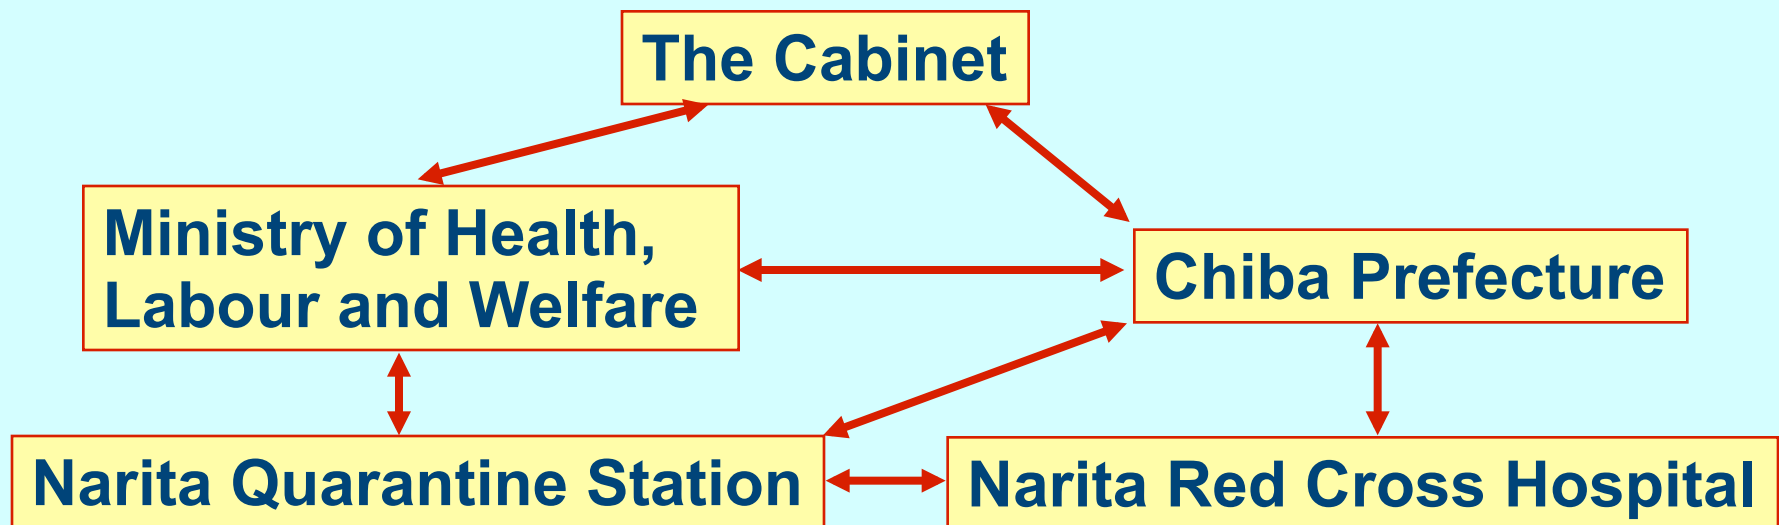 The Cabinet
Ministry of Health,
Labour and Welfare
Chiba Prefecture
Narita Quarantine Station
Narita Red Cross Hospital